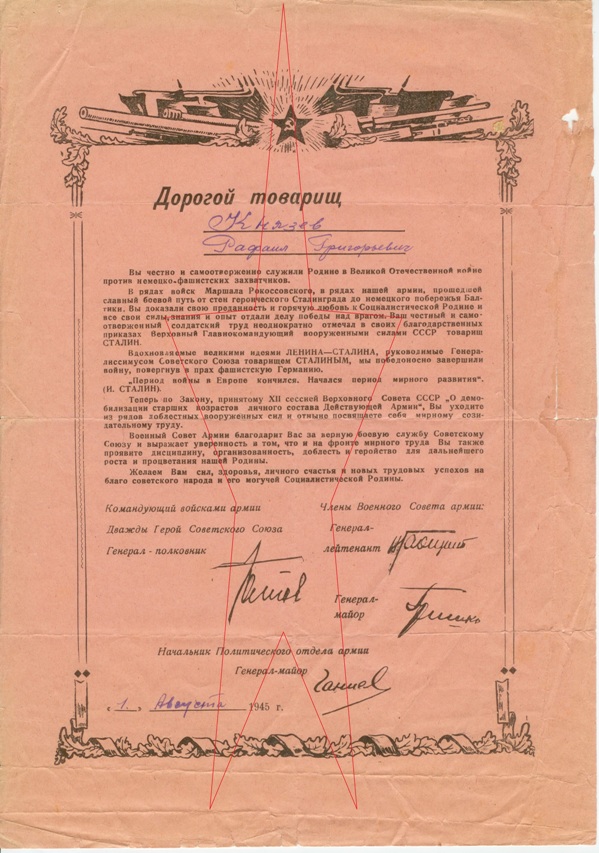 Дорогой товарищ
Князев
Рафаил Григорьевич
Вы честно и самоотверженно служили Родине в Великой Отечественной войне
против немецко-фашистских захватчиков.
В рядах войск Маршала Рокоссовского, в рядах нашей армии, прошедшей
славный боевой путь от стен героического Сталинграда до немецкого побережья Бал-
тики, Вы доказали свою преданность и горячую любовь к Социалистической Родине и
все свои силы, знания и опыт отдали делу победы над врагом. Ваш честный и само-
отверженный солдатский труд неоднократно отмечал в своих благодарственных
приказах Верховный Главнокомандующий вооруженными силами СССР товарищ
СТАЛИН.
Вдохновляемые великими идеями ЛЕНИНА—СТАЛИНА, руководимые Генера-
лиссимусом Советского Союза товарищем СТАЛИНЫМ, мы победоносно завершили
войну, повергнув в прах фашистскую Германию.
„Период войны в Европе кончился. Начался период мирного развития“.
(И. СТАЛИН).
Теперь по Закону, принятому XII сессией Верховного Совета СССР „О демо-
билизации старших возрастов личного состава Действующей Армии“, Вы уходите
из рядов доблестных вооруженных сил и отныне посвящаете себя мирному сози-
дательному труду.
Военный Совет Армии благодарит Вас за верную боевую службу Советскому
Союзу и выражает уверенность в том, что и на фронте мирного труда Вы также
проявите дисциплину, организованность, доблесть и геройство для дальнейшего
роста и процветания нашей Родины.
Желаем Вам сил, здоровья, личного счастья и новых трудовых успехов на
благо советского народа и его могучей Социалистической Родины.
Командующий войсками армии
Дважды Герой Советского Союза
Генерал-полковник
Члены Военного Совета армии:
Генерал-
лейтенант
Генерал-
майор
Гришко
Начальник Политического отдела армии
Генерал-майор
„1“ Августа 1945 г.